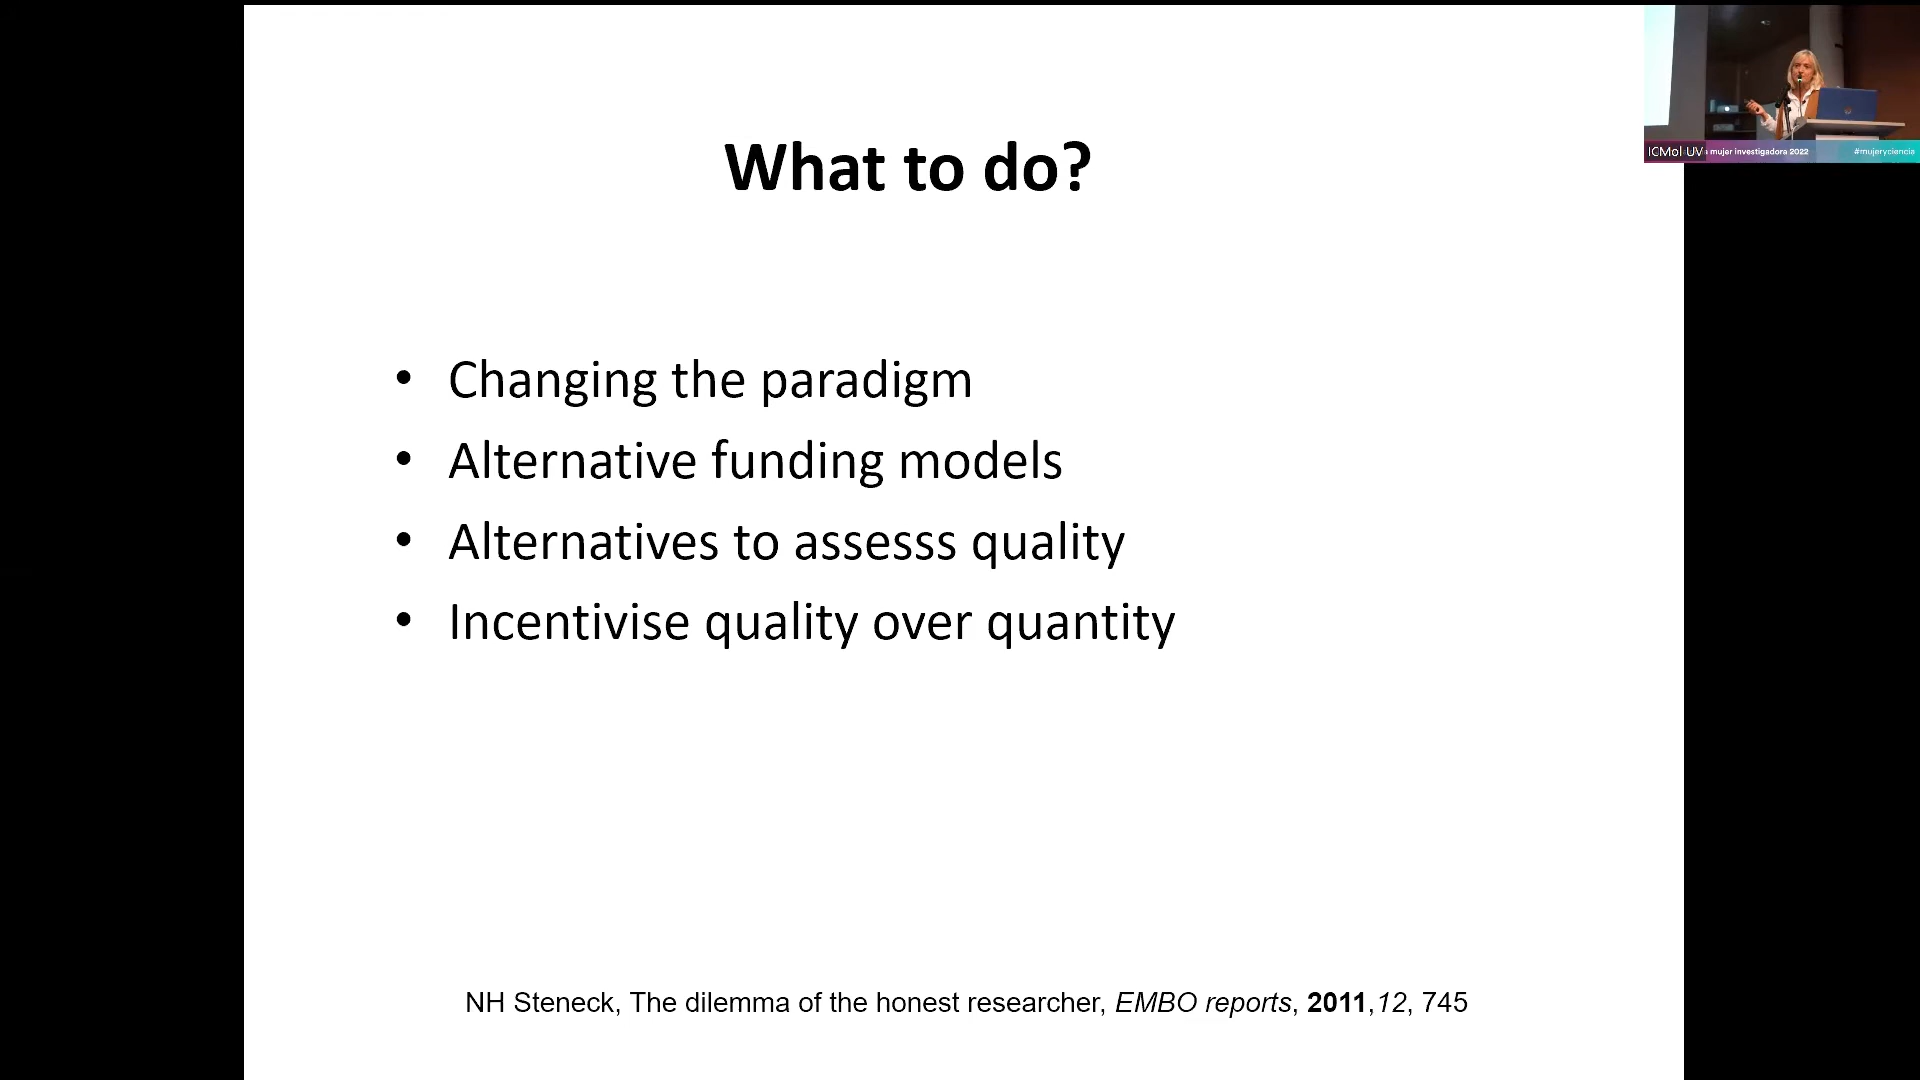 What to do?
• Changing the paradigm
• Alternative funding models
• Alternatives to assesss quality
• Incentivise quality over quantity
NH Steneck, The dilemma of the honest researcher, EMBO reports, 2011,12, 745
ICMol UV
mujer investigadora 2022
#mujeryciencia